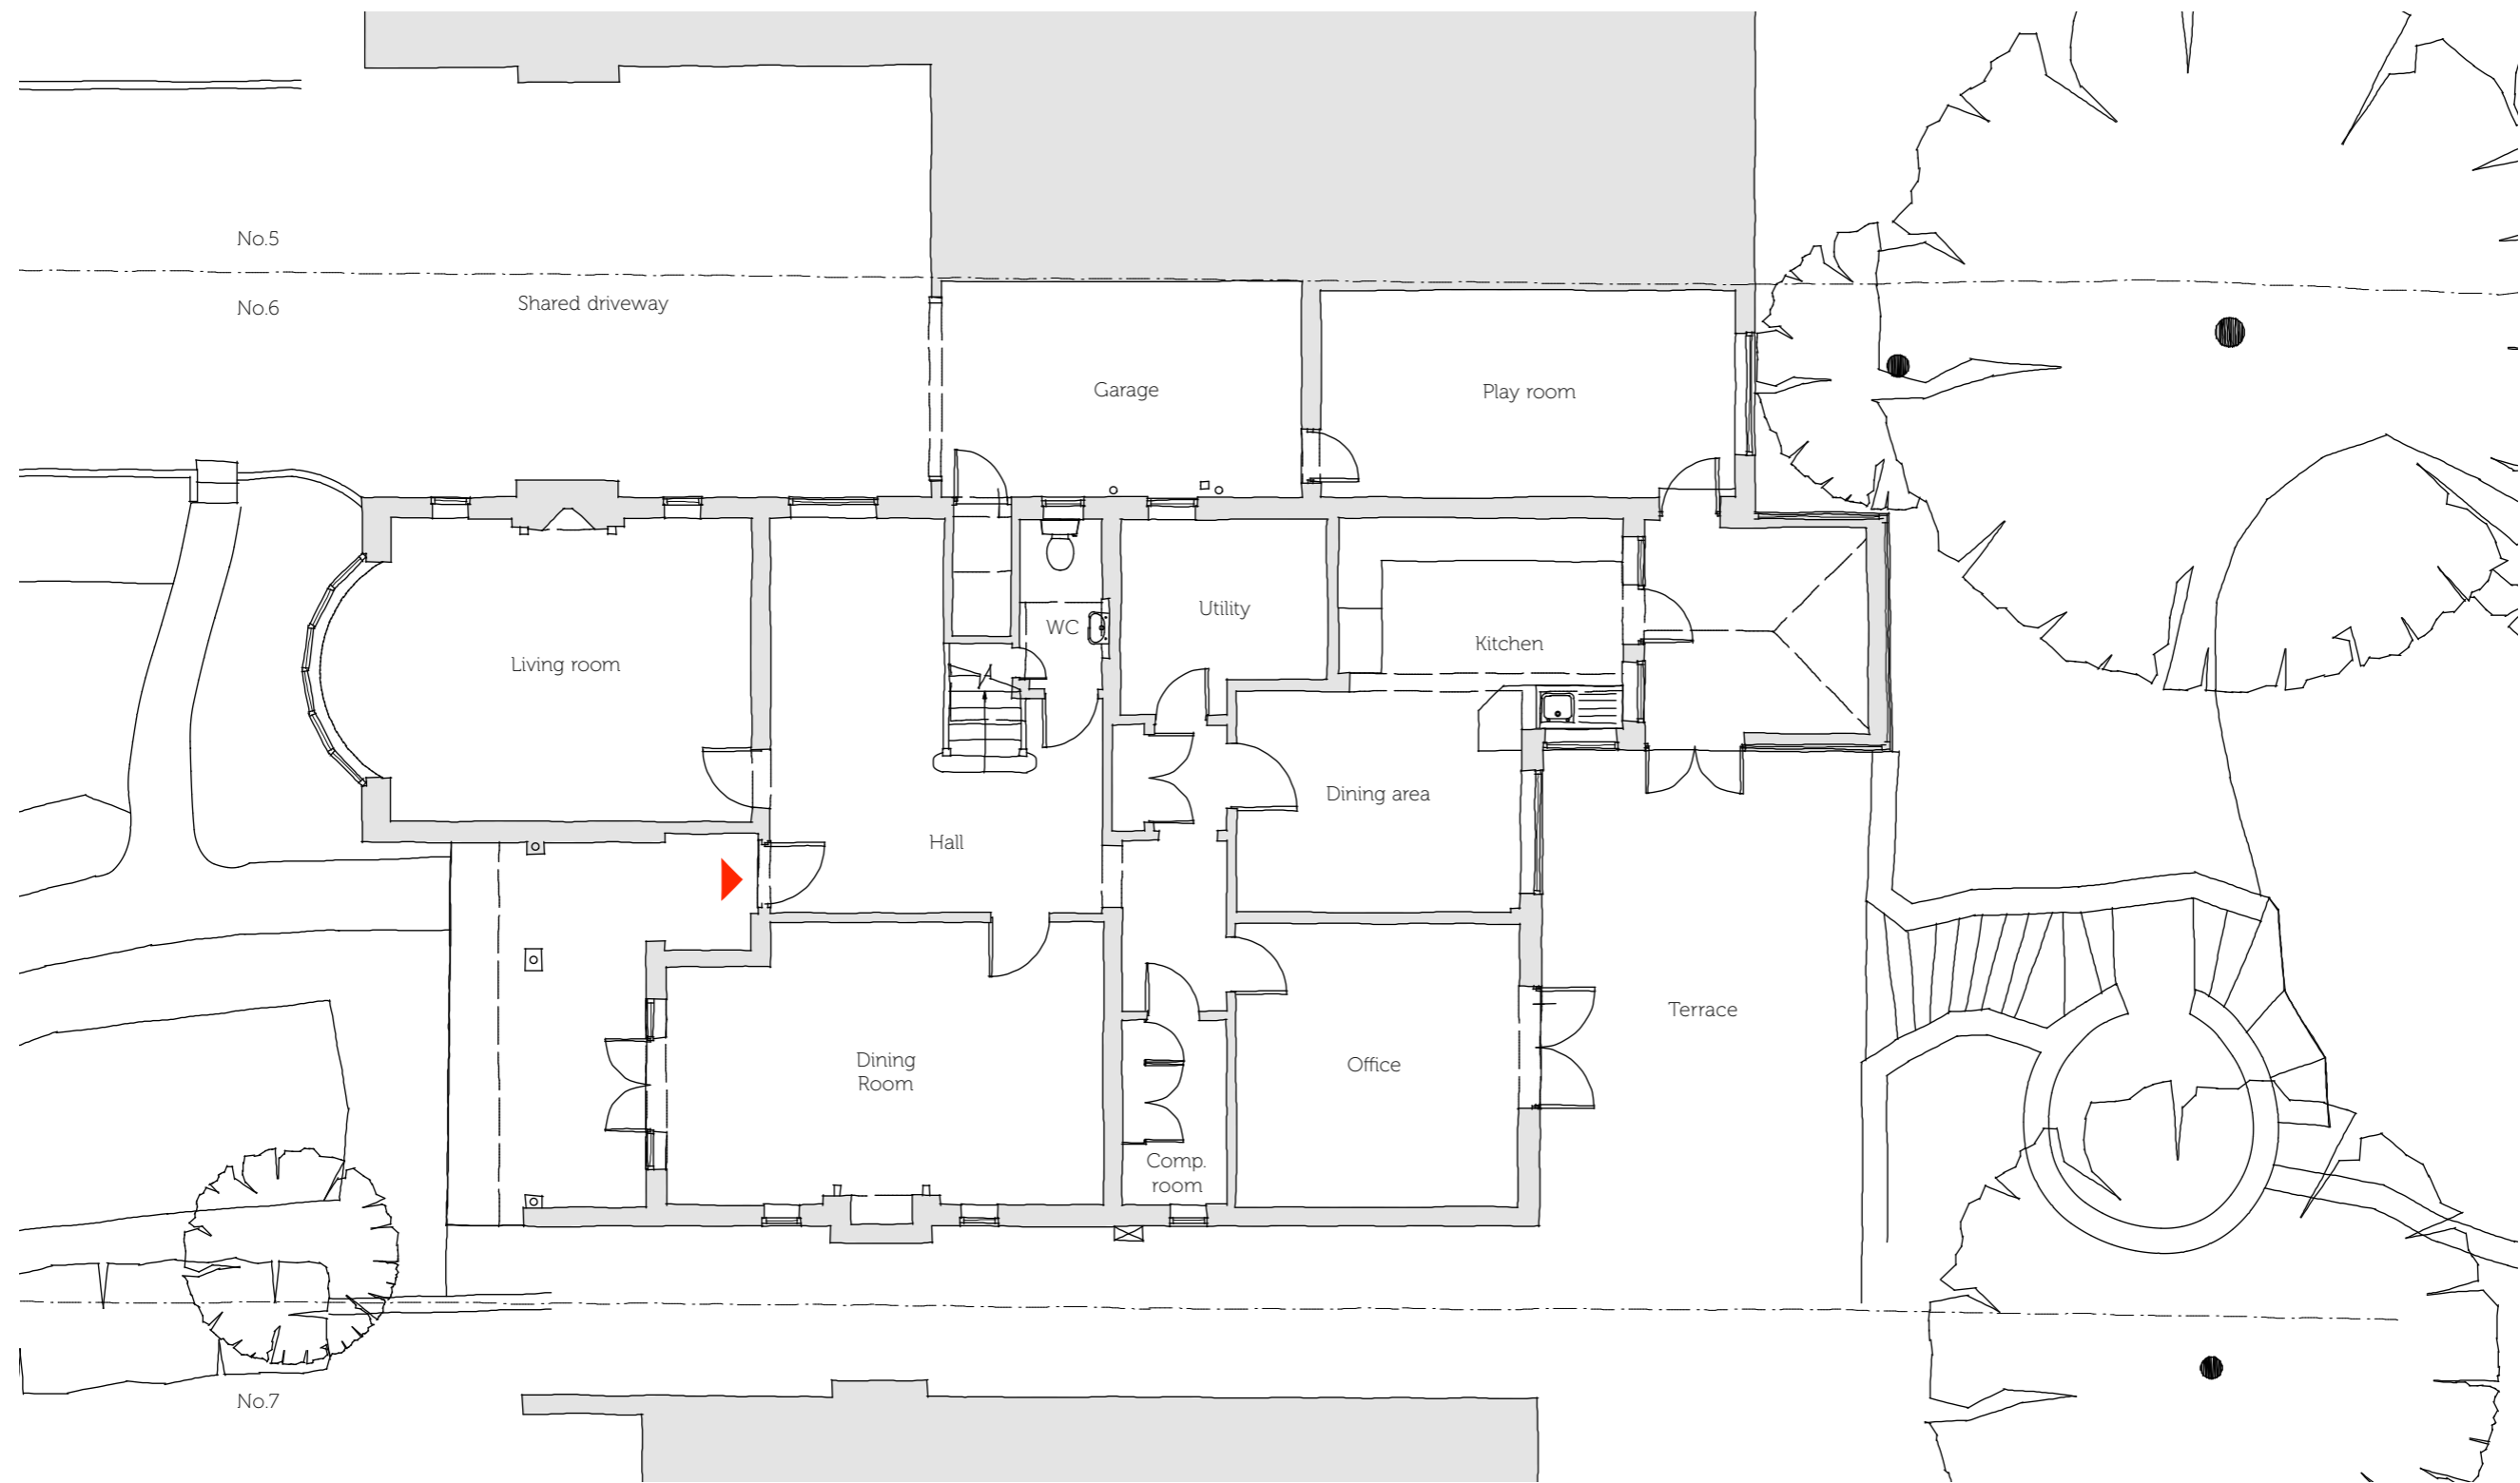 No.5
No.6
Shared driveway
Garage
Play room
Utility
WC
Kitchen
Living room
Dining area
Hall
Terrace
Dining
Room
Office
Comp.
room
No.7